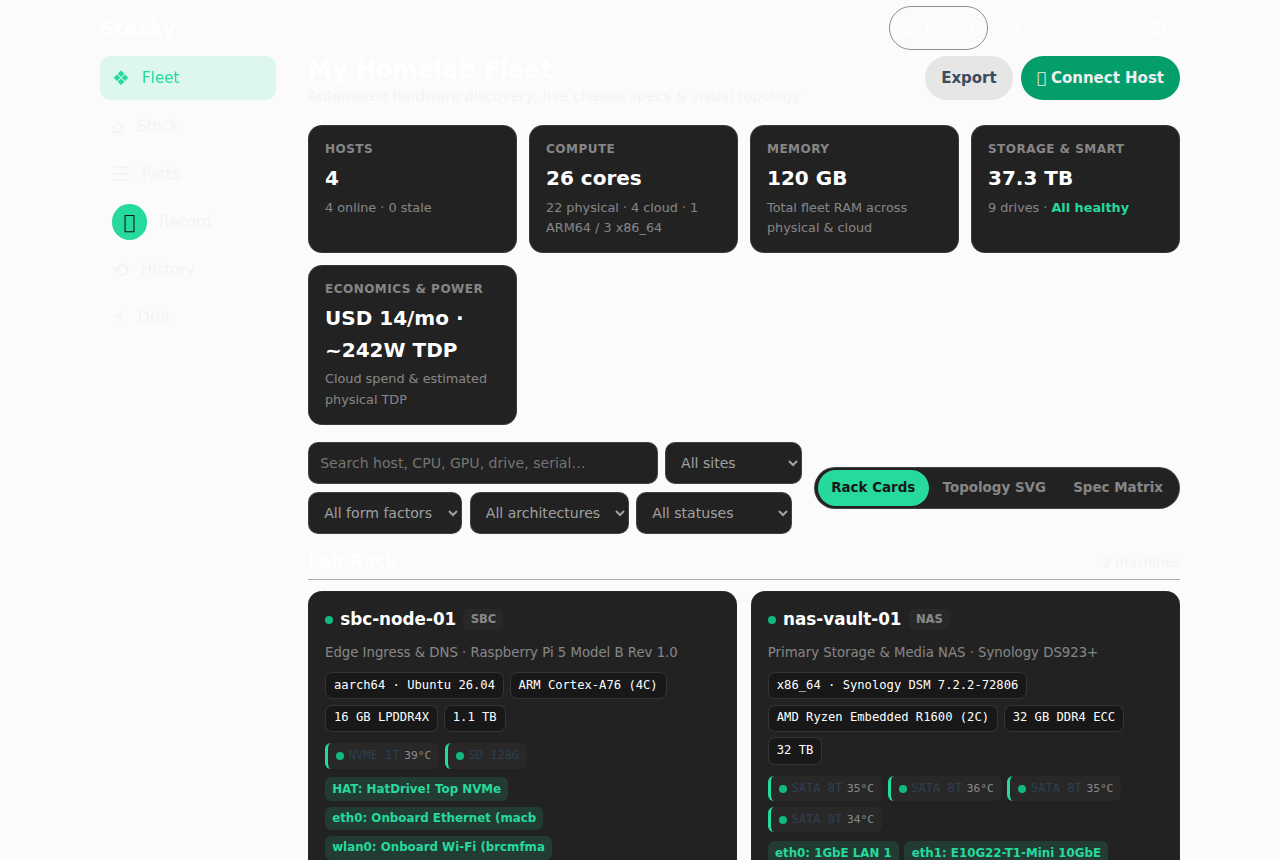 Stocky
Import
Fleet
Stock
Parts
Record
History
Drift
My Homelab Fleet
Automated hardware discovery, live chassis specs & visual topology
Export
Connect Host
HOSTS
4
4 online · 0 stale
COMPUTE
26 cores
22 physical · 4 cloud · 1
ARM64 / 3 x86_64
MEMORY
120 GB
Total fleet RAM across
physical & cloud
STORAGE & SMART
37.3 TB
9 drives · All healthy
ECONOMICS & POWER
USD 14/mo ·
~242W TDP
Cloud spend & estimated
physical TDP
Search host, CPU, GPU, drive, serial…
All sites
All form factors
All architectures
All statuses
Rack Cards
Topology SVG
Spec Matrix
Lab Rack
2 machines
sbc-node-01 SBC
Edge Ingress & DNS · Raspberry Pi 5 Model B Rev 1.0
aarch64 · Ubuntu 26.04
ARM Cortex-A76 (4C)
16 GB LPDDR4X
1.1 TB
NVME 1T 39°C
SD 128G
HAT: HatDrive! Top NVMe
eth0: Onboard Ethernet (macb
wlan0: Onboard Wi-Fi (brcmfma
nas-vault-01 NAS
Primary Storage & Media NAS · Synology DS923+
x86_64 · Synology DSM 7.2.2-72806
AMD Ryzen Embedded R1600 (2C)
32 GB DDR4 ECC
32 TB
SATA 8T 35°C
SATA 8T 36°C
SATA 8T 35°C
SATA 8T 34°C
eth0: 1GbE LAN 1
eth1: E10G22-T1-Mini 10GbE